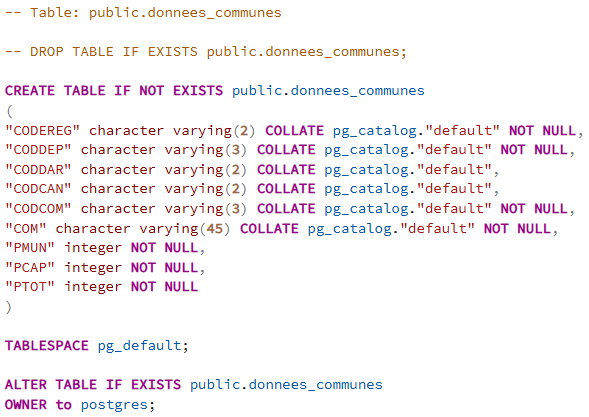 -- Table: public.donnees_communes
-- DROP TABLE IF EXISTS public.donnees_communes;
CREATE TABLE IF NOT EXISTS public.donnees_communes
(
"CODEREG" character varying(2) COLLATE pg_catalog."default" NOT NULL,
"CODDEP" character varying(3) COLLATE pg_catalog."default" NOT NULL,
"CODDAR" character varying(2) COLLATE pg_catalog."default",
"CODCAN" character varying(2) COLLATE pg_catalog."default",
"CODCOM" character varying(3) COLLATE pg_catalog."default" NOT NULL,
"COM" character varying(45) COLLATE pg_catalog."default" NOT NULL,
"PMUN" integer NOT NULL,
"PCAP" integer NOT NULL,
"PTOT" integer NOT NULL
)
TABLESPACE pg_default;
ALTER TABLE IF EXISTS public.donnees_communes
OWNER to postgres;